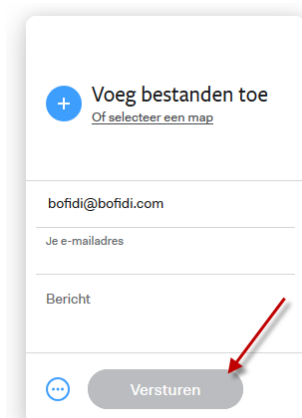 Voeg bestanden toe
Of selecteer een map
bofidi@bofidi.com
Je e-mailadres
Bericht
Versturen